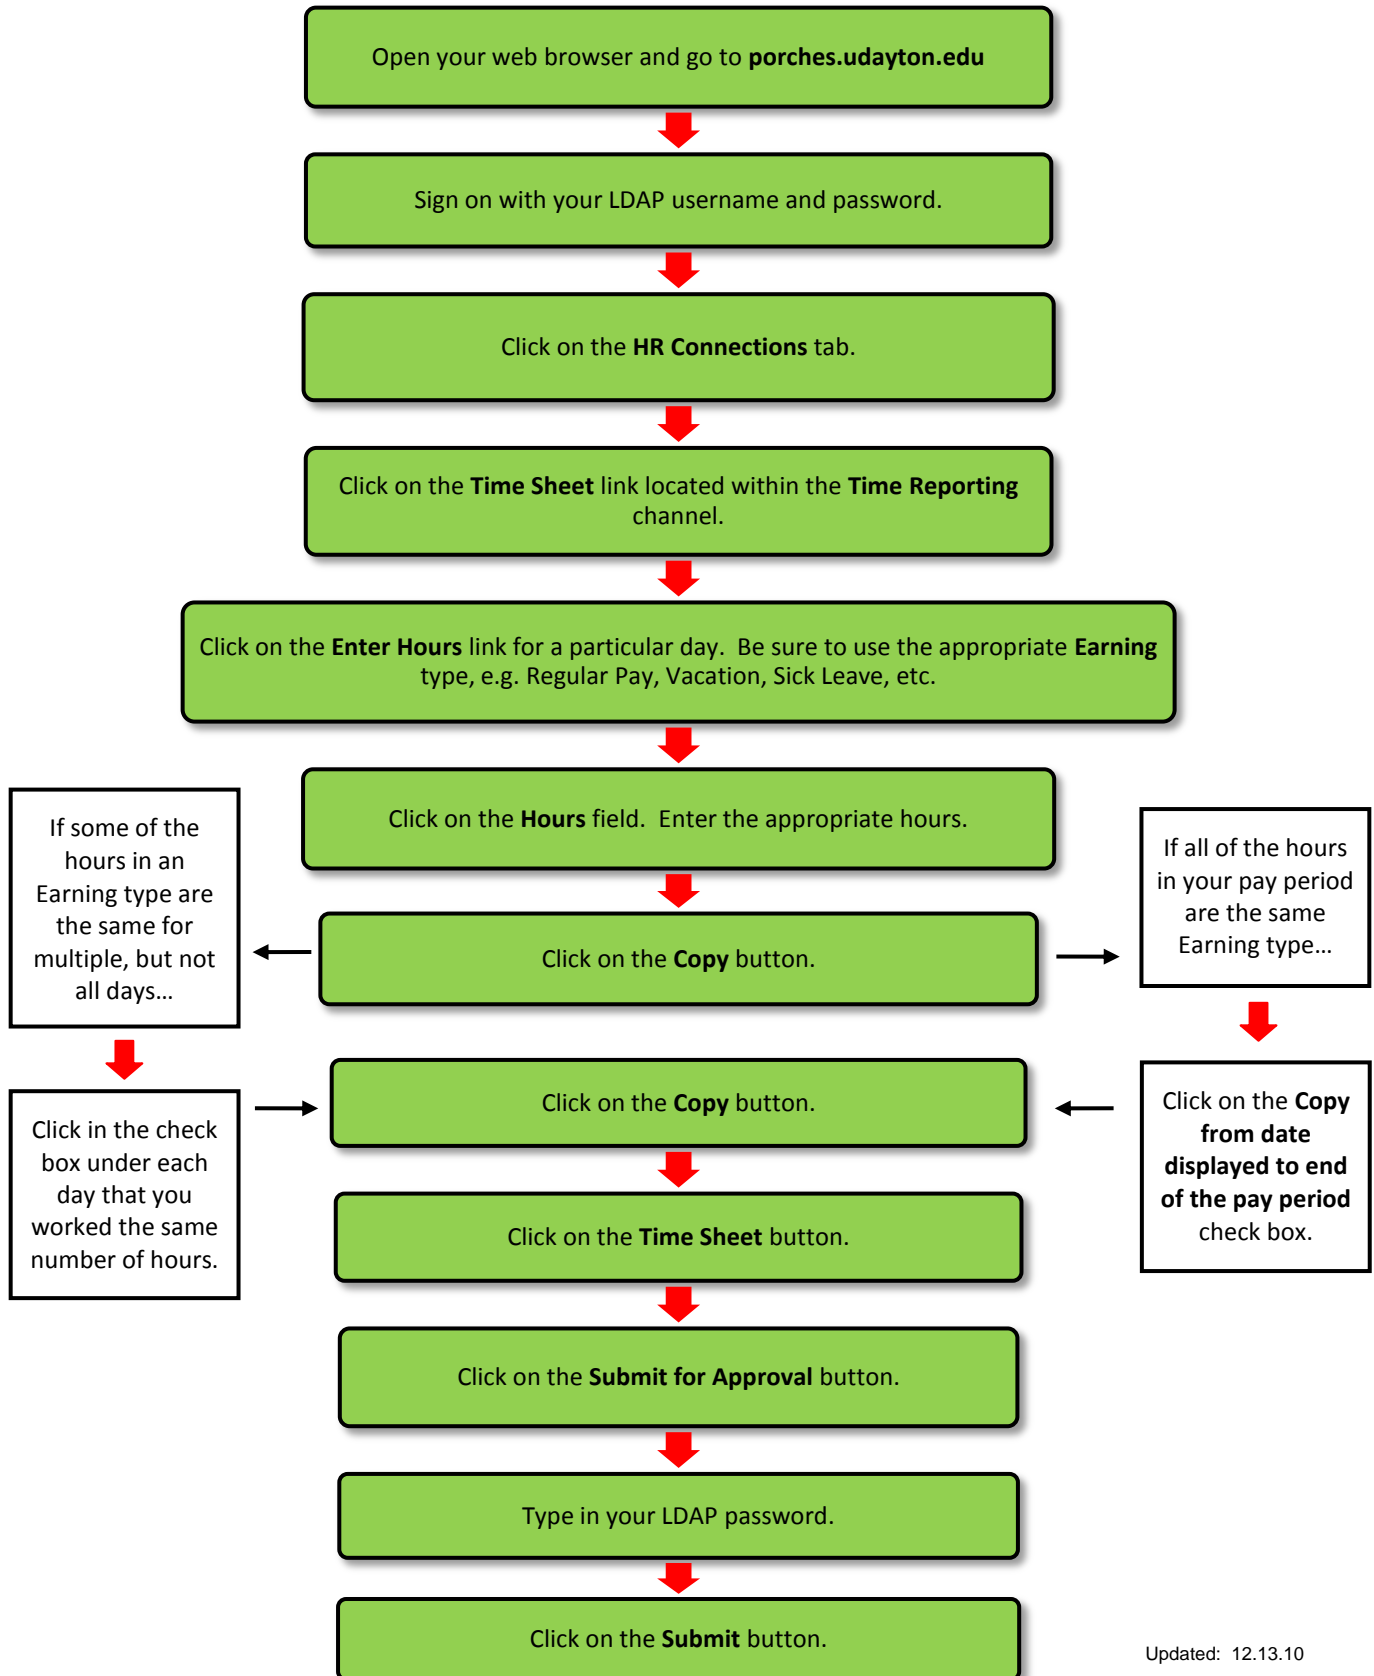 Open your web browser and go to porches.udayton.edu
Sign on with your LDAP username and password.
Click on the HR Connections tab.
Click on the Time Sheet link located within the Time Reporting
channel.
Click on the Enter Hours link for a particular day.  Be sure to use the appropriate Earning
type, e.g. Regular Pay, Vacation, Sick Leave, etc.
Click on the Hours field.  Enter the appropriate hours.
Click on the Copy button.
If some of the
hours in an
Earning type are
the same for
multiple, but not
all days…
Click in the check
box under each
day that you
worked the same
number of hours.
If all of the hours
in your pay period
are the same
Earning type…
Click on the Copy
from date
displayed to end
of the pay period
check box.
Click on the Copy button.
Click on the Time Sheet button.
Click on the Submit for Approval button.
Type in your LDAP password.
Click on the Submit button.
Updated:  12.13.10